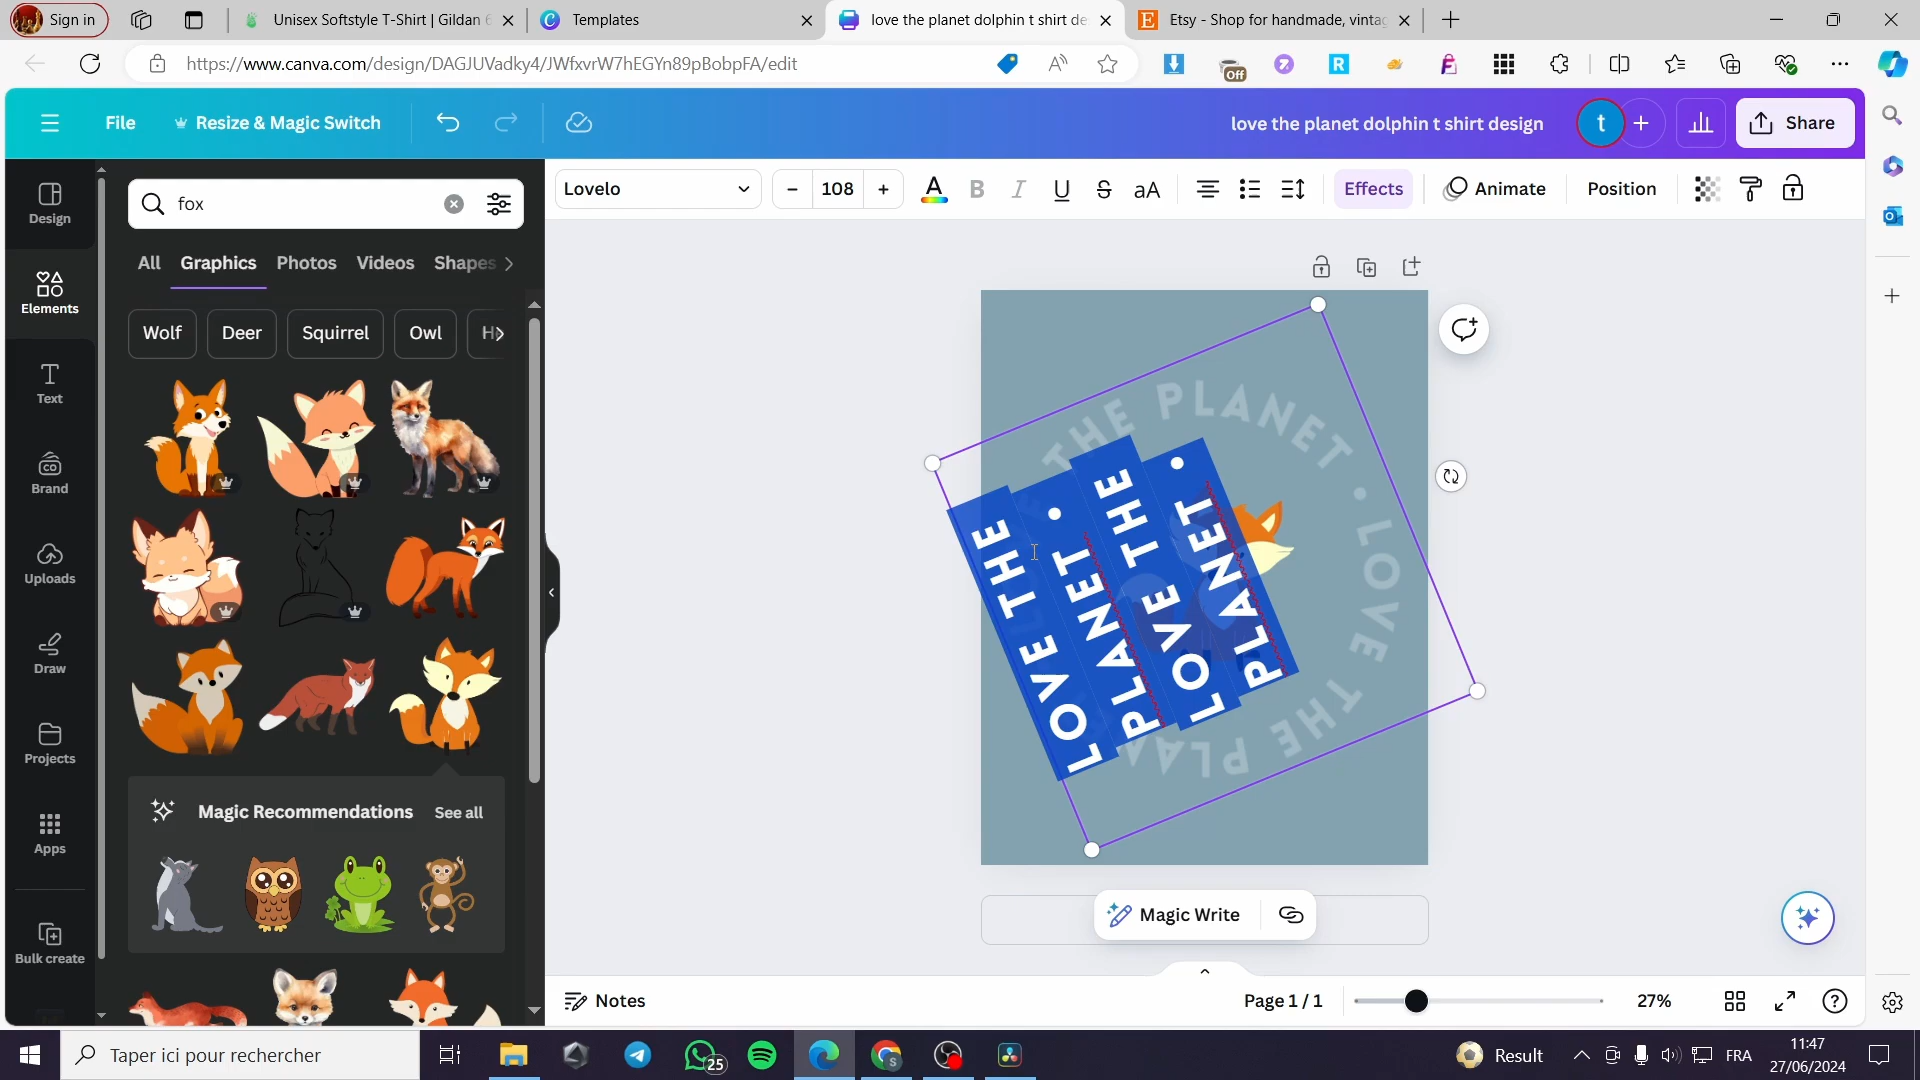 Sign in
Unisex Softstyle T-Shirt | Gildan 6
Templates
love the planet dolphin t shirt de
Etsy - Shop for handmade, vintag
https://www.canva.com/design/DAGJUVadky4/JWfxvrW7hEGYn89pBobpFA/edit
Off
File
Resize & Magic Switch
love the planet dolphin t shirt design
t
Share
Design
Elements
Text
Brand
Uploads
Draw
Projects
Apps
Bulk create
fox
All
Graphics
Photos
Videos
Shapes
Wolf
Deer
Squirrel
Owl
Magic Recommendations
See all
Lovelo
108
A
B
I
U
S
aA
Effects
Animate
Position
LOVE THE
PLANET •
LOVE THE
PLANET •
THE PLANET • LOVE THE PLA
Magic Write
Notes
Page 1 / 1
27%
Taper ici pour rechercher
25
Result
FRA
11:47
27/06/2024